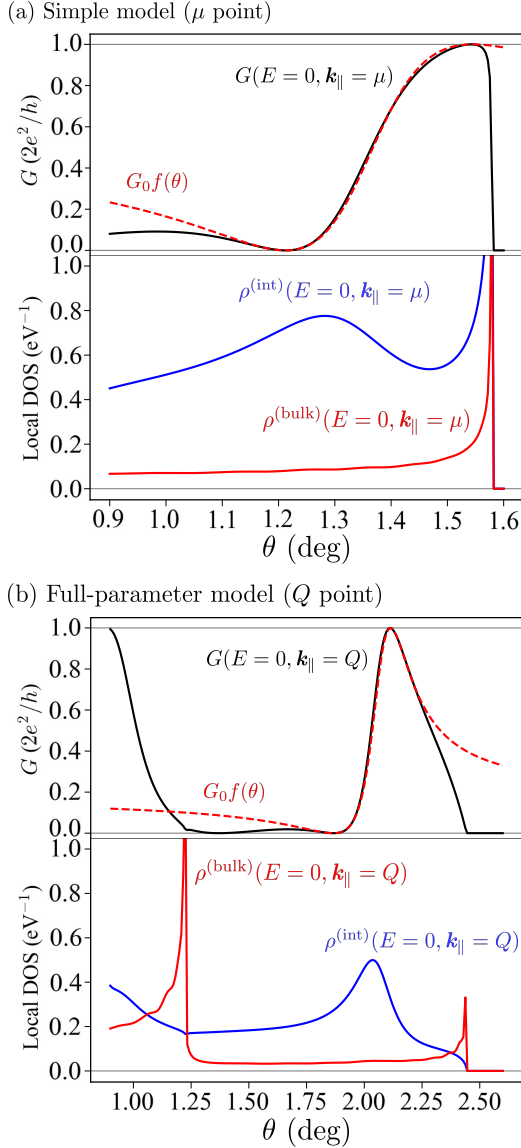 (a) Simple model (μ point)
1.0
0.8
0.6
0.4
0.2
0.0
G (2e²/h)
G(E = 0, k∥ = μ)
G₀f(θ)
1.0
0.8
0.6
0.4
0.2
0.0
Local DOS (eV⁻¹)
ρ(int)(E = 0, k∥ = μ)
ρ(bulk)(E = 0, k∥ = μ)
0.9 1.0 1.1 1.2 1.3 1.4 1.5 1.6
θ (deg)
(b) Full-parameter model (Q point)
1.0
0.8
0.6
0.4
0.2
0.0
G (2e²/h)
G(E = 0, k∥ = Q)
G₀f(θ)
1.0
0.8
0.6
0.4
0.2
0.0
Local DOS (eV⁻¹)
ρ(bulk)(E = 0, k∥ = Q)
ρ(int)(E = 0, k∥ = Q)
1.00 1.25 1.50 1.75 2.00 2.25 2.50
θ (deg)